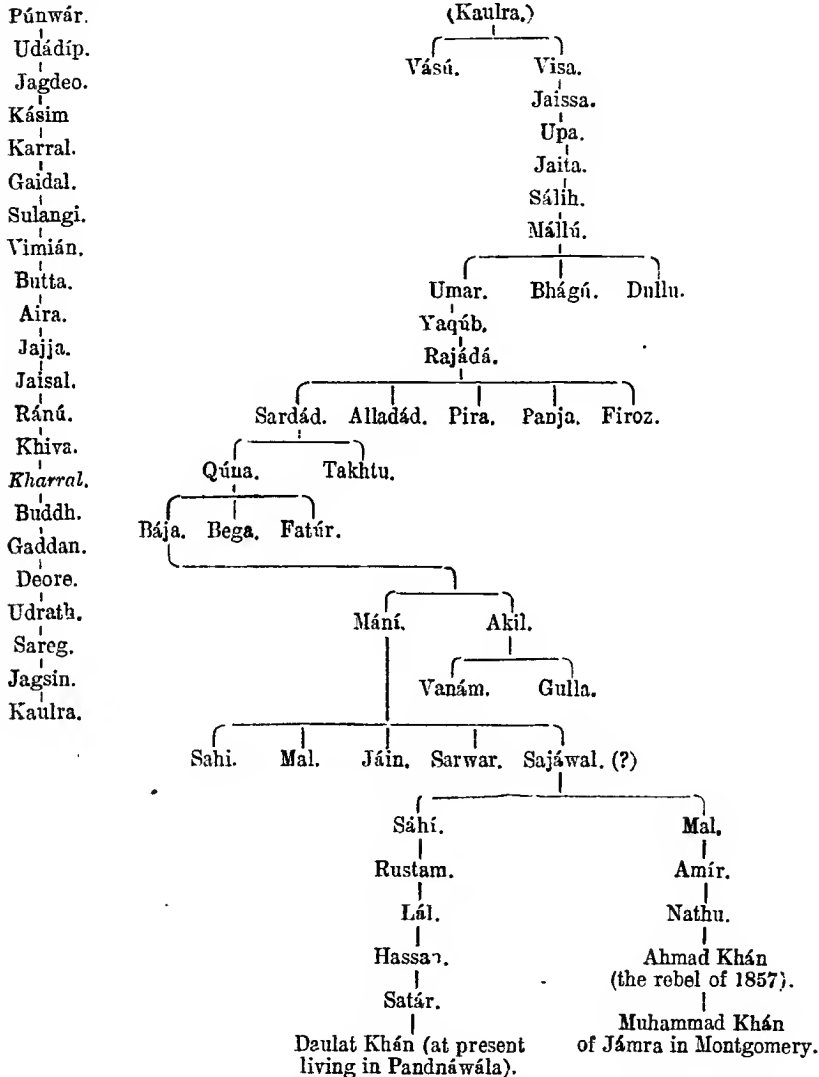 Púnwár.
Udádíp.
Jagdeo.
Kásim
Karral.
Gaidal.
Sulangi.
Vimián.
Butta.
Aira.
Jajja.
Jaisal.
Ránú.
Khiva.
Kharral.
Buddh.
Gaddan.
Deore.
Udrath.
Sareg.
Jagsin.
Kaulra.
(Kaulra.)
Vású. Visa.
Jaissa.
Upa.
Jaita.
Sálih.
Mállú.
Umar. Bhágú. Dullu.
Yaqúb.
Rajádá.
Sardád. Alladád. Pira. Panja. Firoz.
Qúna. Takhtu.
Bája. Bega. Fatúr.
Mání. Akil.
Vanám. Gulla.
Sahi. Mal. Jáin. Sarwar. Sajáwal. (?)
Sáhí. Mal.
Rustam. Amír.
Lál. Nathu.
Hassan. Ahmad Khán
(the rebel of 1857).
Satár.
Muhammad Khán
of Jámra in Montgomery.
Daulat Khán (at present
living in Pandnáwála).